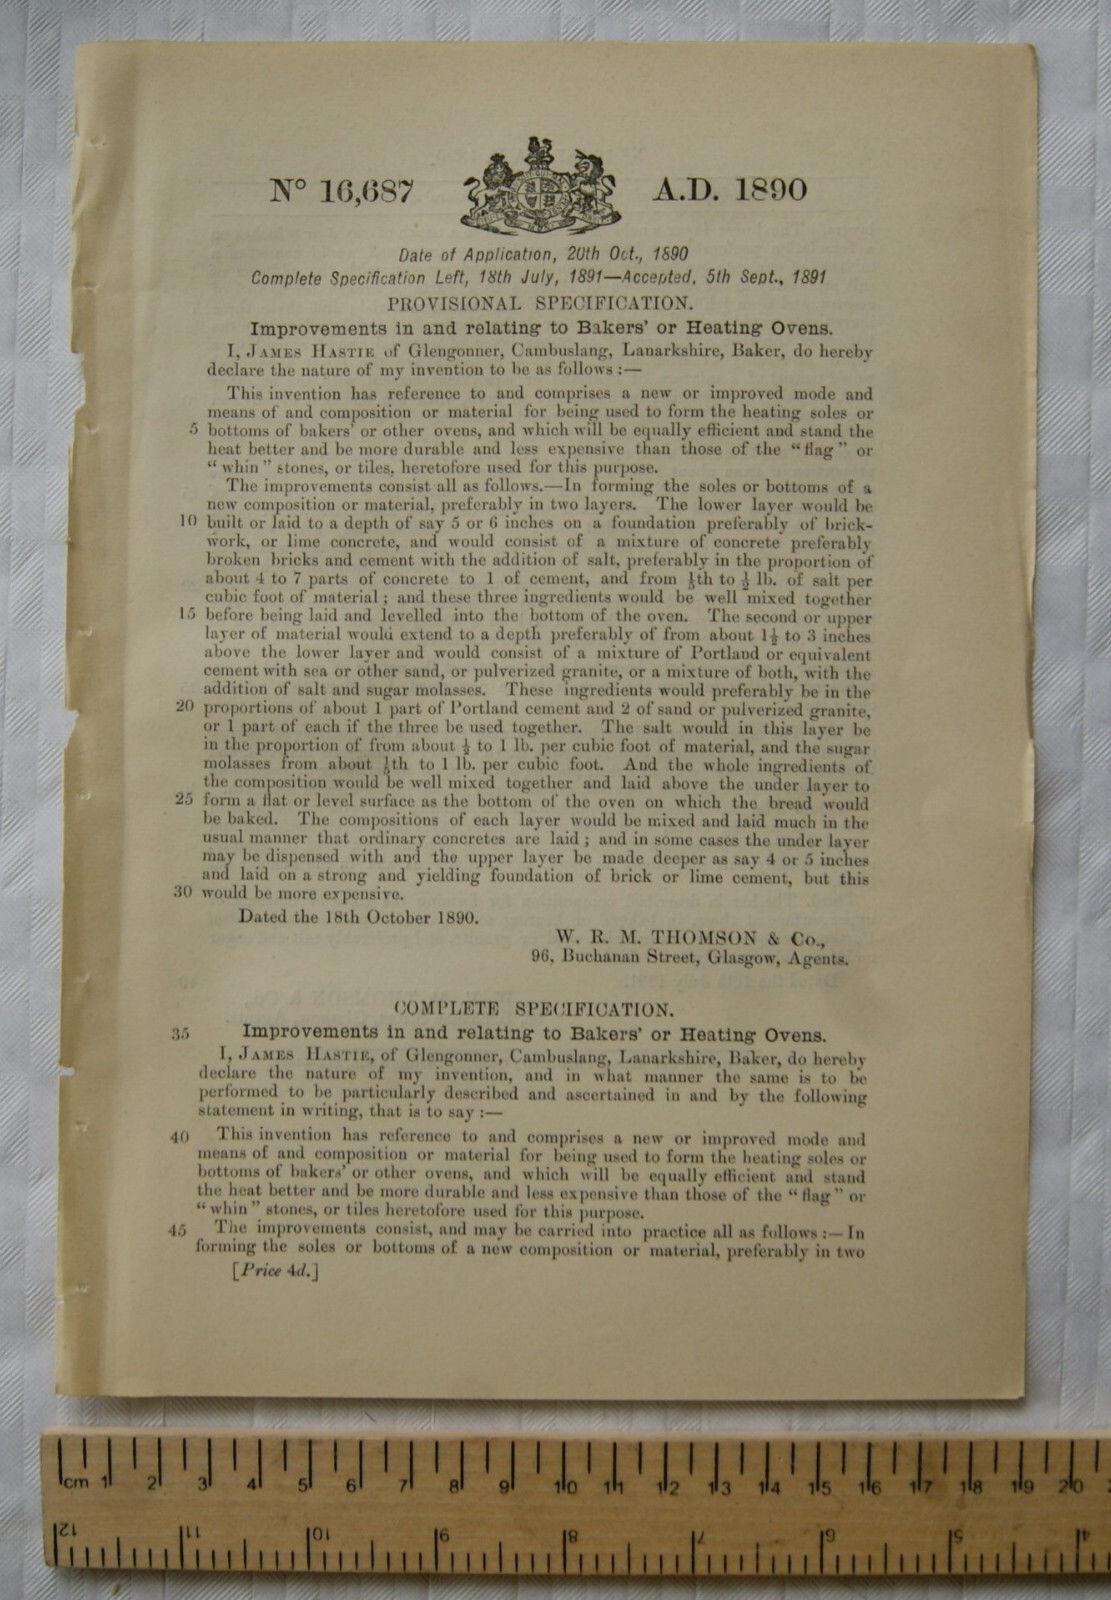 Nº 16,687 A.D. 1890
Date of Application, 20th Oct., 1890
Complete Specification Left, 18th July, 1891—Accepted, 5th Sept., 1891
PROVISIONAL SPECIFICATION.
Improvements in and relating to Bakers' or Heating Ovens.
I, JAMES HASTIE of Glengonner, Cambuslang, Lanarkshire, Baker, do hereby
declare the nature of my invention to be as follows :—
This invention has reference to and comprises a new or improved mode and
means of and composition or material for being used to form the heating soles or
5 bottoms of bakers' or other ovens, and which will be equally efficient and stand the
heat better and be more durable and less expensive than those of the "flag" or
"whin" stones, or tiles, heretofore used for this purpose.
The improvements consist all as follows.—In forming the soles or bottoms of a
new composition or material, preferably in two layers. The lower layer would be
10 built or laid to a depth of say 5 or 6 inches on a foundation preferably of brick-
work, or lime concrete, and would consist of a mixture of concrete preferably
broken bricks and cement with the addition of salt, preferably in the proportion of
about 4 to 7 parts of concrete to 1 of cement, and from th to ½ lb. of salt per
cubic foot of material ; and these three ingredients would be well mixed together
15 before being laid and levelled into the bottom of the oven. The second or upper
layer of material would extend to a depth preferably of from about 1½ to 3 inches
above the lower layer and would consist of a mixture of Portland or equivalent
cement with sea or other sand, or pulverized granite, or a mixture of both, with the
addition of salt and sugar molasses. These ingredients would preferably be in the
20 proportions of about 1 part of Portland cement and 2 of sand or pulverized granite,
or 1 part of each if the three be used together. The salt would in this layer be
in the proportion of from about ½ to 1 lb. per cubic foot of material, and the sugar
molasses from about th to 1 lb. per cubic foot. And the whole ingredients of
the composition would be well mixed together and laid above the under layer to
25 form a flat or level surface as the bottom of the oven on which the bread would
be baked. The compositions of each layer would be mixed and laid much in the
usual manner that ordinary concretes are laid ; and in some cases the under layer
may be dispensed with and the upper layer be made deeper as say 4 or 5 inches
and laid on a strong and yielding foundation of brick or lime cement, but this
30 would be more expensive.
Dated the 18th October 1890.
W. R. M. THOMSON & Co.,
96, Buchanan Street, Glasgow, Agents.
COMPLETE SPECIFICATION.
35 Improvements in and relating to Bakers' or Heating Ovens.
I, JAMES HASTIE, of Glengonner, Cambuslang, Lanarkshire, Baker, do hereby
declare the nature of my invention, and in what manner the same is to be
performed to be particularly described and ascertained in and by the following
statement in writing, that is to say :—
40 This invention has reference to and comprises a new or improved mode and
means of and composition or material for being used to form the heating soles or
bottoms of bakers' or other ovens, and which will be equally efficient and stand
the heat better and be more durable and less expensive than those of the "flag" or
"whin" stones, or tiles heretofore used for this purpose.
45 The improvements consist, and may be carried into practice all as follows :—In
forming the soles or bottoms of a new composition or material, preferably in two
[Price 4d.]
cm 1 2 3 4 5 6 7 8 9 10 11 12 13 14 15 16 17 18 19 20
12 11 10 9 8 7 6 5 4